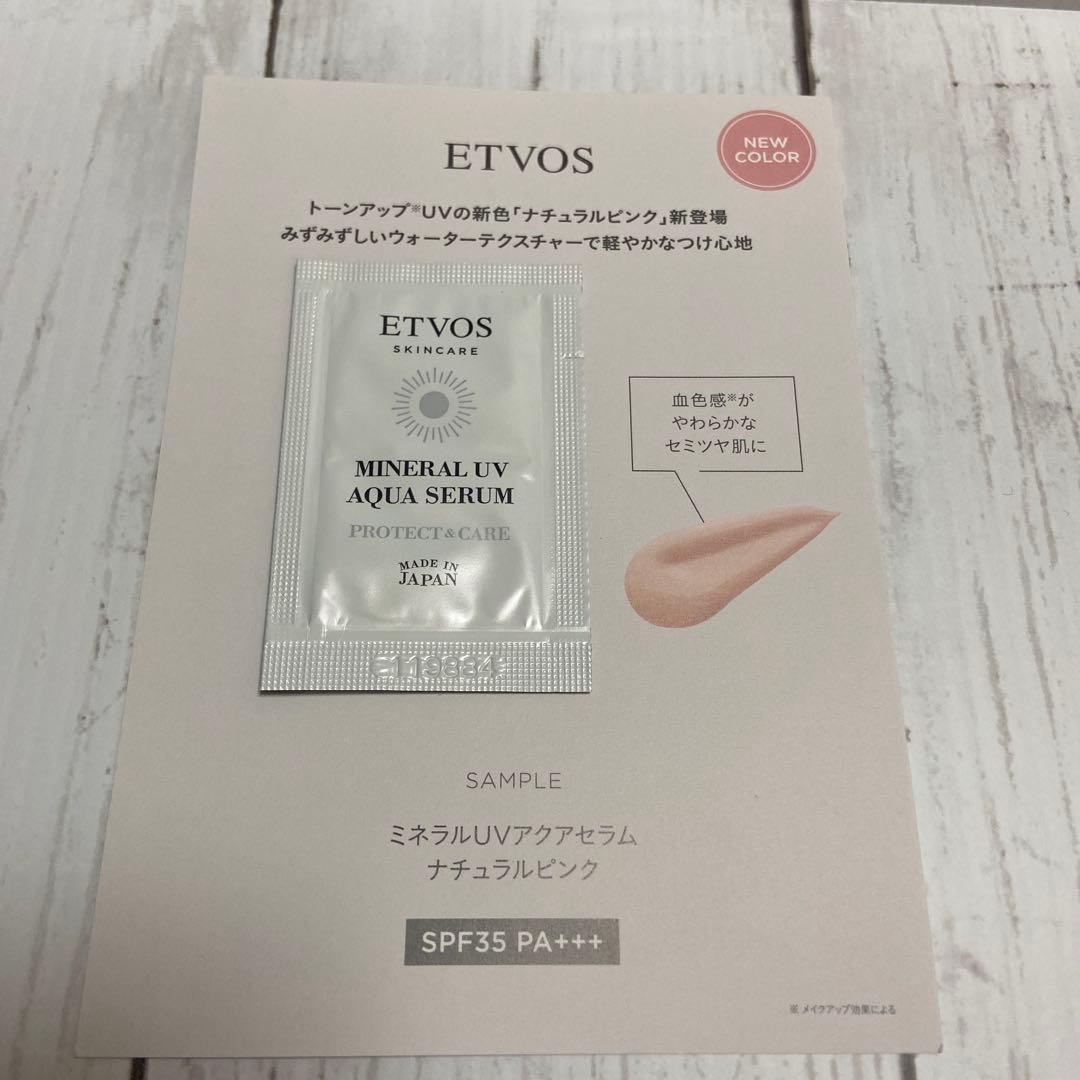 ETVOS
NEW
COLOR
トーンアップ※UVの新色「ナチュラルピンク」新登場
みずみずしいウォーターテクスチャーで軽やかなつけ心地
ETVOS
SKINCARE
MINERAL UV
AQUA SERUM
PROTECT & CARE
MADE IN
JAPAN
119884
血色感※が
やわらかな
セミツヤ肌に
SAMPLE
ミネラルUVアクアセラム
ナチュラルピンク
SPF35 PA+++
※ メイクアップ効果による